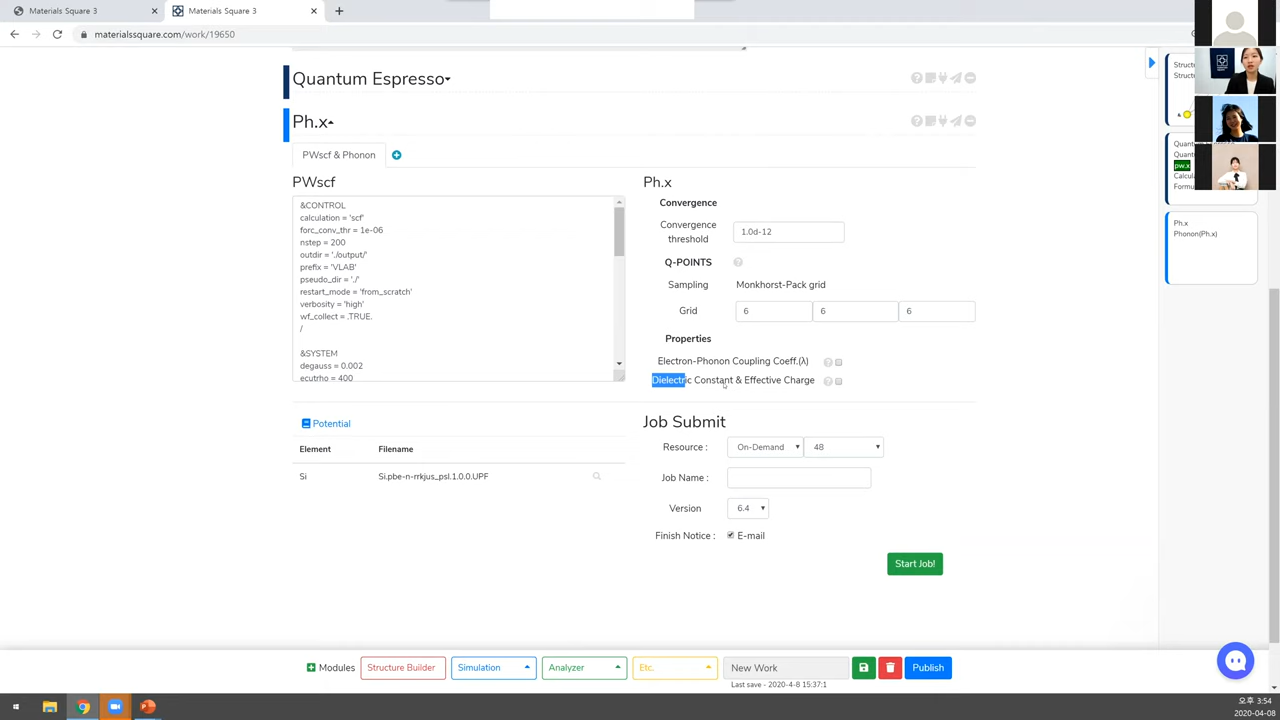 Materials Square 3
Materials Square 3
materialssquare.com/work/19650
Quantum Espresso
Ph.x
PWscf & Phonon
PWscf
&CONTROL
calculation = 'scf'
forc_conv_thr = 1e-06
nstep = 200
outdir = './output/'
prefix = 'VLAB'
pseudo_dir = './'
restart_mode = 'from_scratch'
verbosity = 'high'
wf_collect = .TRUE.
/
&SYSTEM
degauss = 0.002
ecutrho = 400
Potential
Element Filename
Si Si.pbe-n-rrkjus_psl.1.0.0.UPF
Ph.x
Convergence
Convergence threshold 1.0d-12
Q-POINTS
Sampling Monkhorst-Pack grid
Grid 6 6 6
Properties
Electron-Phonon Coupling Coeff.(λ)
Dielectric Constant & Effective Charge
Job Submit
Resource : On-Demand 48
Job Name :
Version 6.4
Finish Notice : E-mail
Start Job!
pw.x
Ph.x
Phonon(Ph.x)
Modules Structure Builder Simulation Analyzer Etc. New Work Publish
Last save - 2020-4-8 15:37:1
오후 3:54
2020-04-08